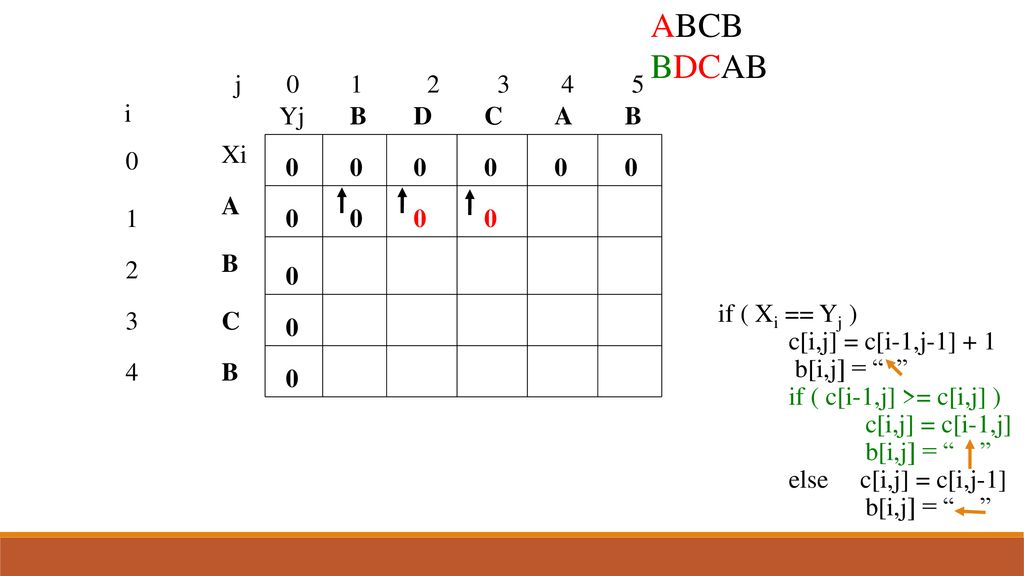 ABCB
BDCAB
j 0 1 2 3 4 5
i Yj B D C A B
0 Xi 0 0 0 0 0 0
1 A 0 0 0 0
2 B 0
3 C 0
4 B 0
if ( Xi == Yj )
c[i,j] = c[i-1,j-1] + 1
b[i,j] = “ ”
if ( c[i-1,j] >= c[i,j] )
c[i,j] = c[i-1,j]
b[i,j] = “ ”
else c[i,j] = c[i,j-1]
b[i,j] = “ ”